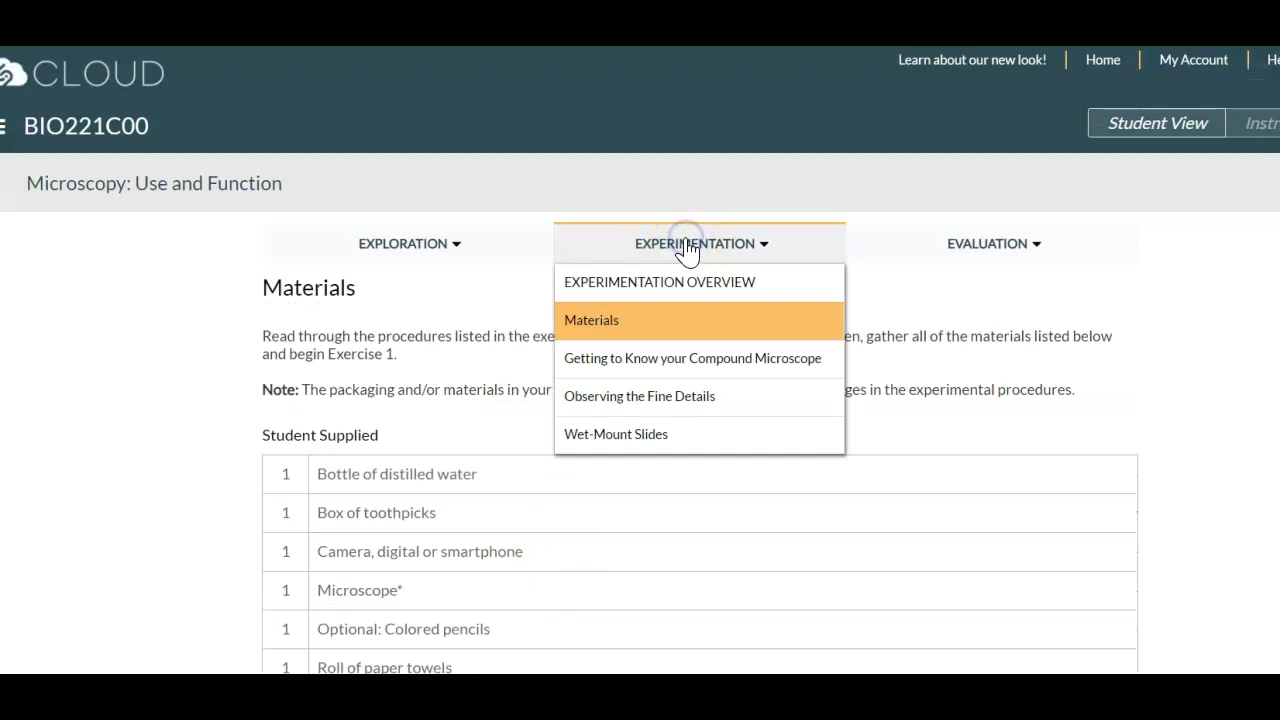 Learn about our new look! Home My Account He
CLOUD
BIO221C00
Student View Instr
Microscopy: Use and Function
EXPLORATION EXPERIMENTATION EVALUATION
EXPERIMENTATION OVERVIEW
Materials
Getting to Know your Compound Microscope
Observing the Fine Details
Wet-Mount Slides
Materials
Read through the procedures listed in the exe en, gather all of the materials listed below
and begin Exercise 1.
Note: The packaging and/or materials in your ges in the experimental procedures.
Student Supplied
1 Bottle of distilled water
1 Box of toothpicks
1 Camera, digital or smartphone
1 Microscope*
1 Optional: Colored pencils
1 Roll of paper towels